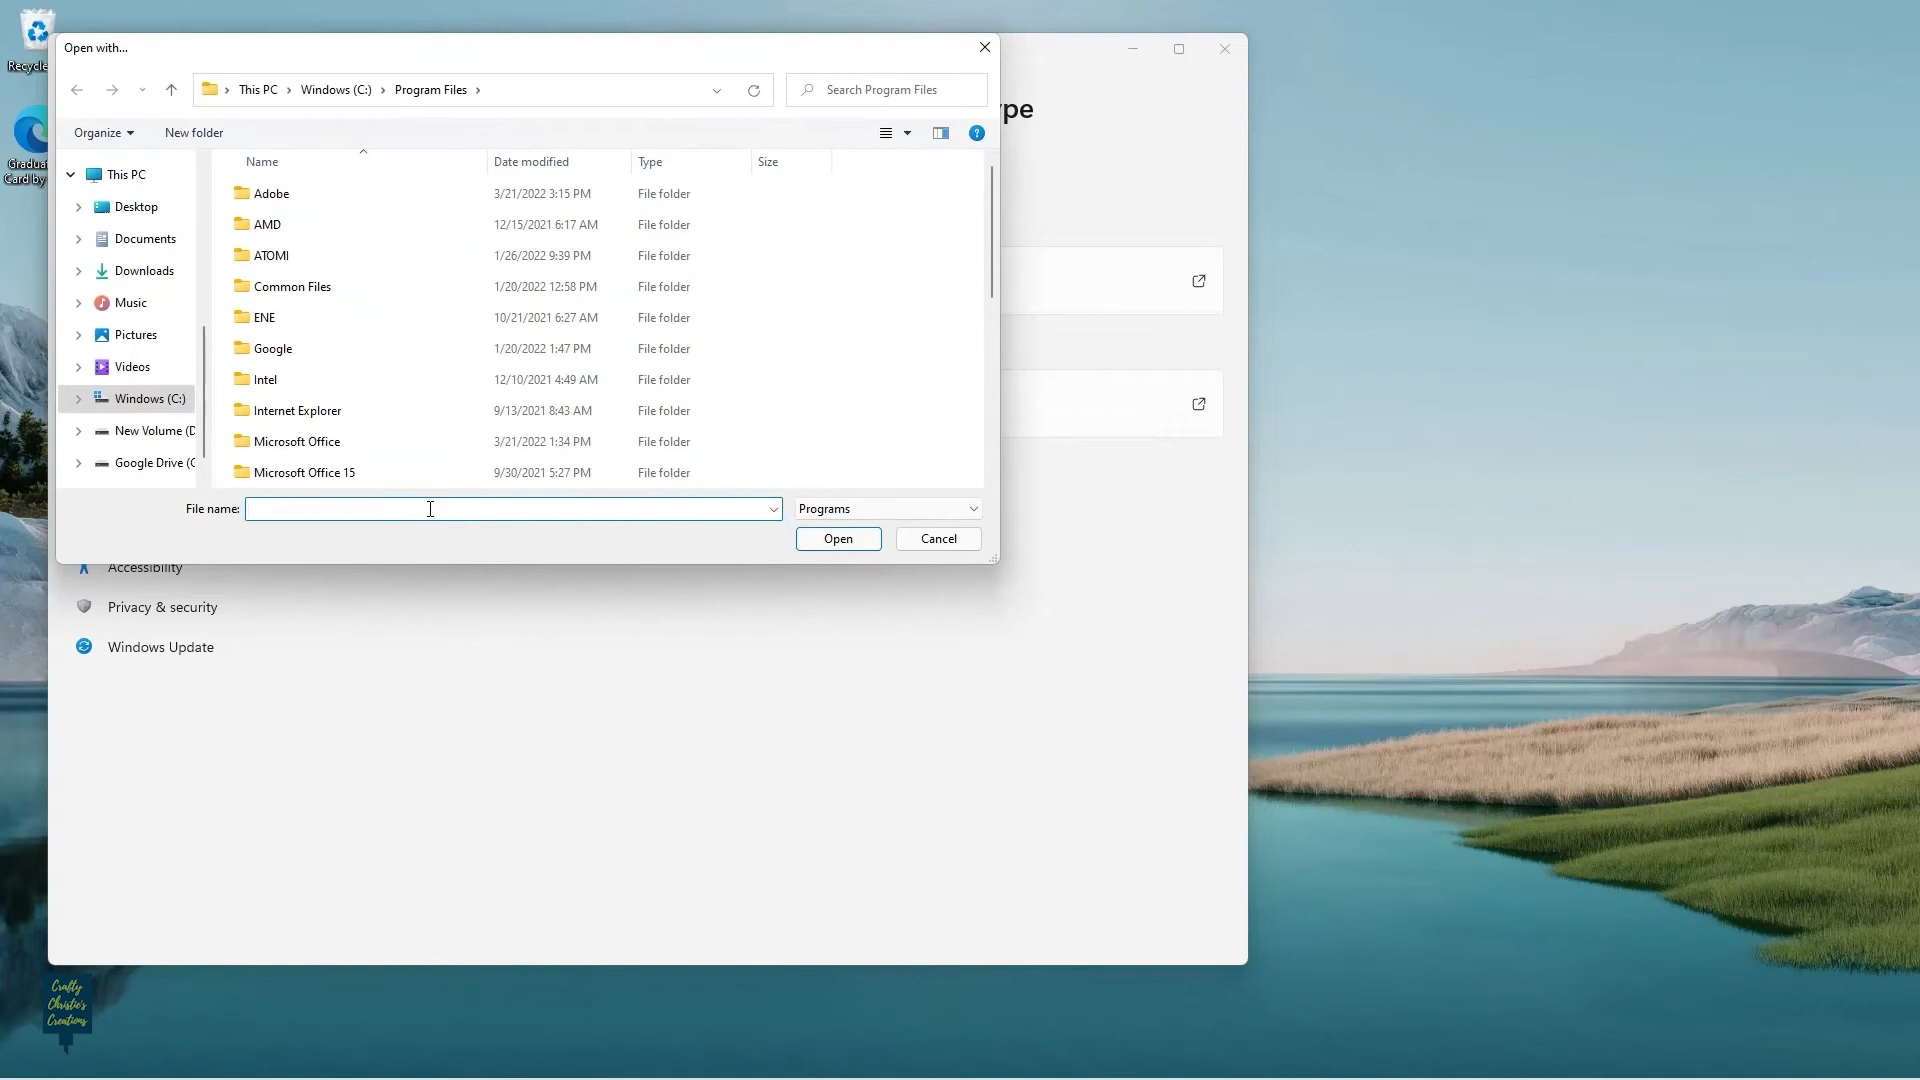 Recycle
Open with...
This PC
Windows (C:)
Program Files
Search Program Files
ype
Organize
New folder
?
Name
Date modified
Type
Size
This PC
Desktop
Documents
Downloads
Music
Pictures
Videos
Windows (C:)
New Volume (D
Google Drive (G
Graduat
Card by
Adobe 3/21/2022 3:15 PM File folder
AMD 12/15/2021 6:17 AM File folder
ATOMI 1/26/2022 9:39 PM File folder
Common Files 1/20/2022 12:58 PM File folder
ENE 10/21/2021 6:27 AM File folder
Google 1/20/2022 1:47 PM File folder
Intel 12/10/2021 4:49 AM File folder
Internet Explorer 9/13/2021 8:43 AM File folder
Microsoft Office 3/21/2022 1:34 PM File folder
Microsoft Office 15 9/30/2021 5:27 PM File folder
File name:
Programs
Open
Cancel
Accessibility
Privacy & security
Windows Update
Crafty
Christie's
Creations